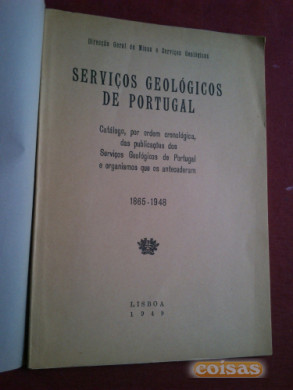 Direcção Geral de Minas e Serviços Geológicos
SERVIÇOS GEOLÓGICOS
DE PORTUGAL
Catálogo, por ordem cronológica,
das publicações dos
Serviços Geológicos de Portugal
e organismos que os antecederam
1865-1948
LISBOA
1949
coisas